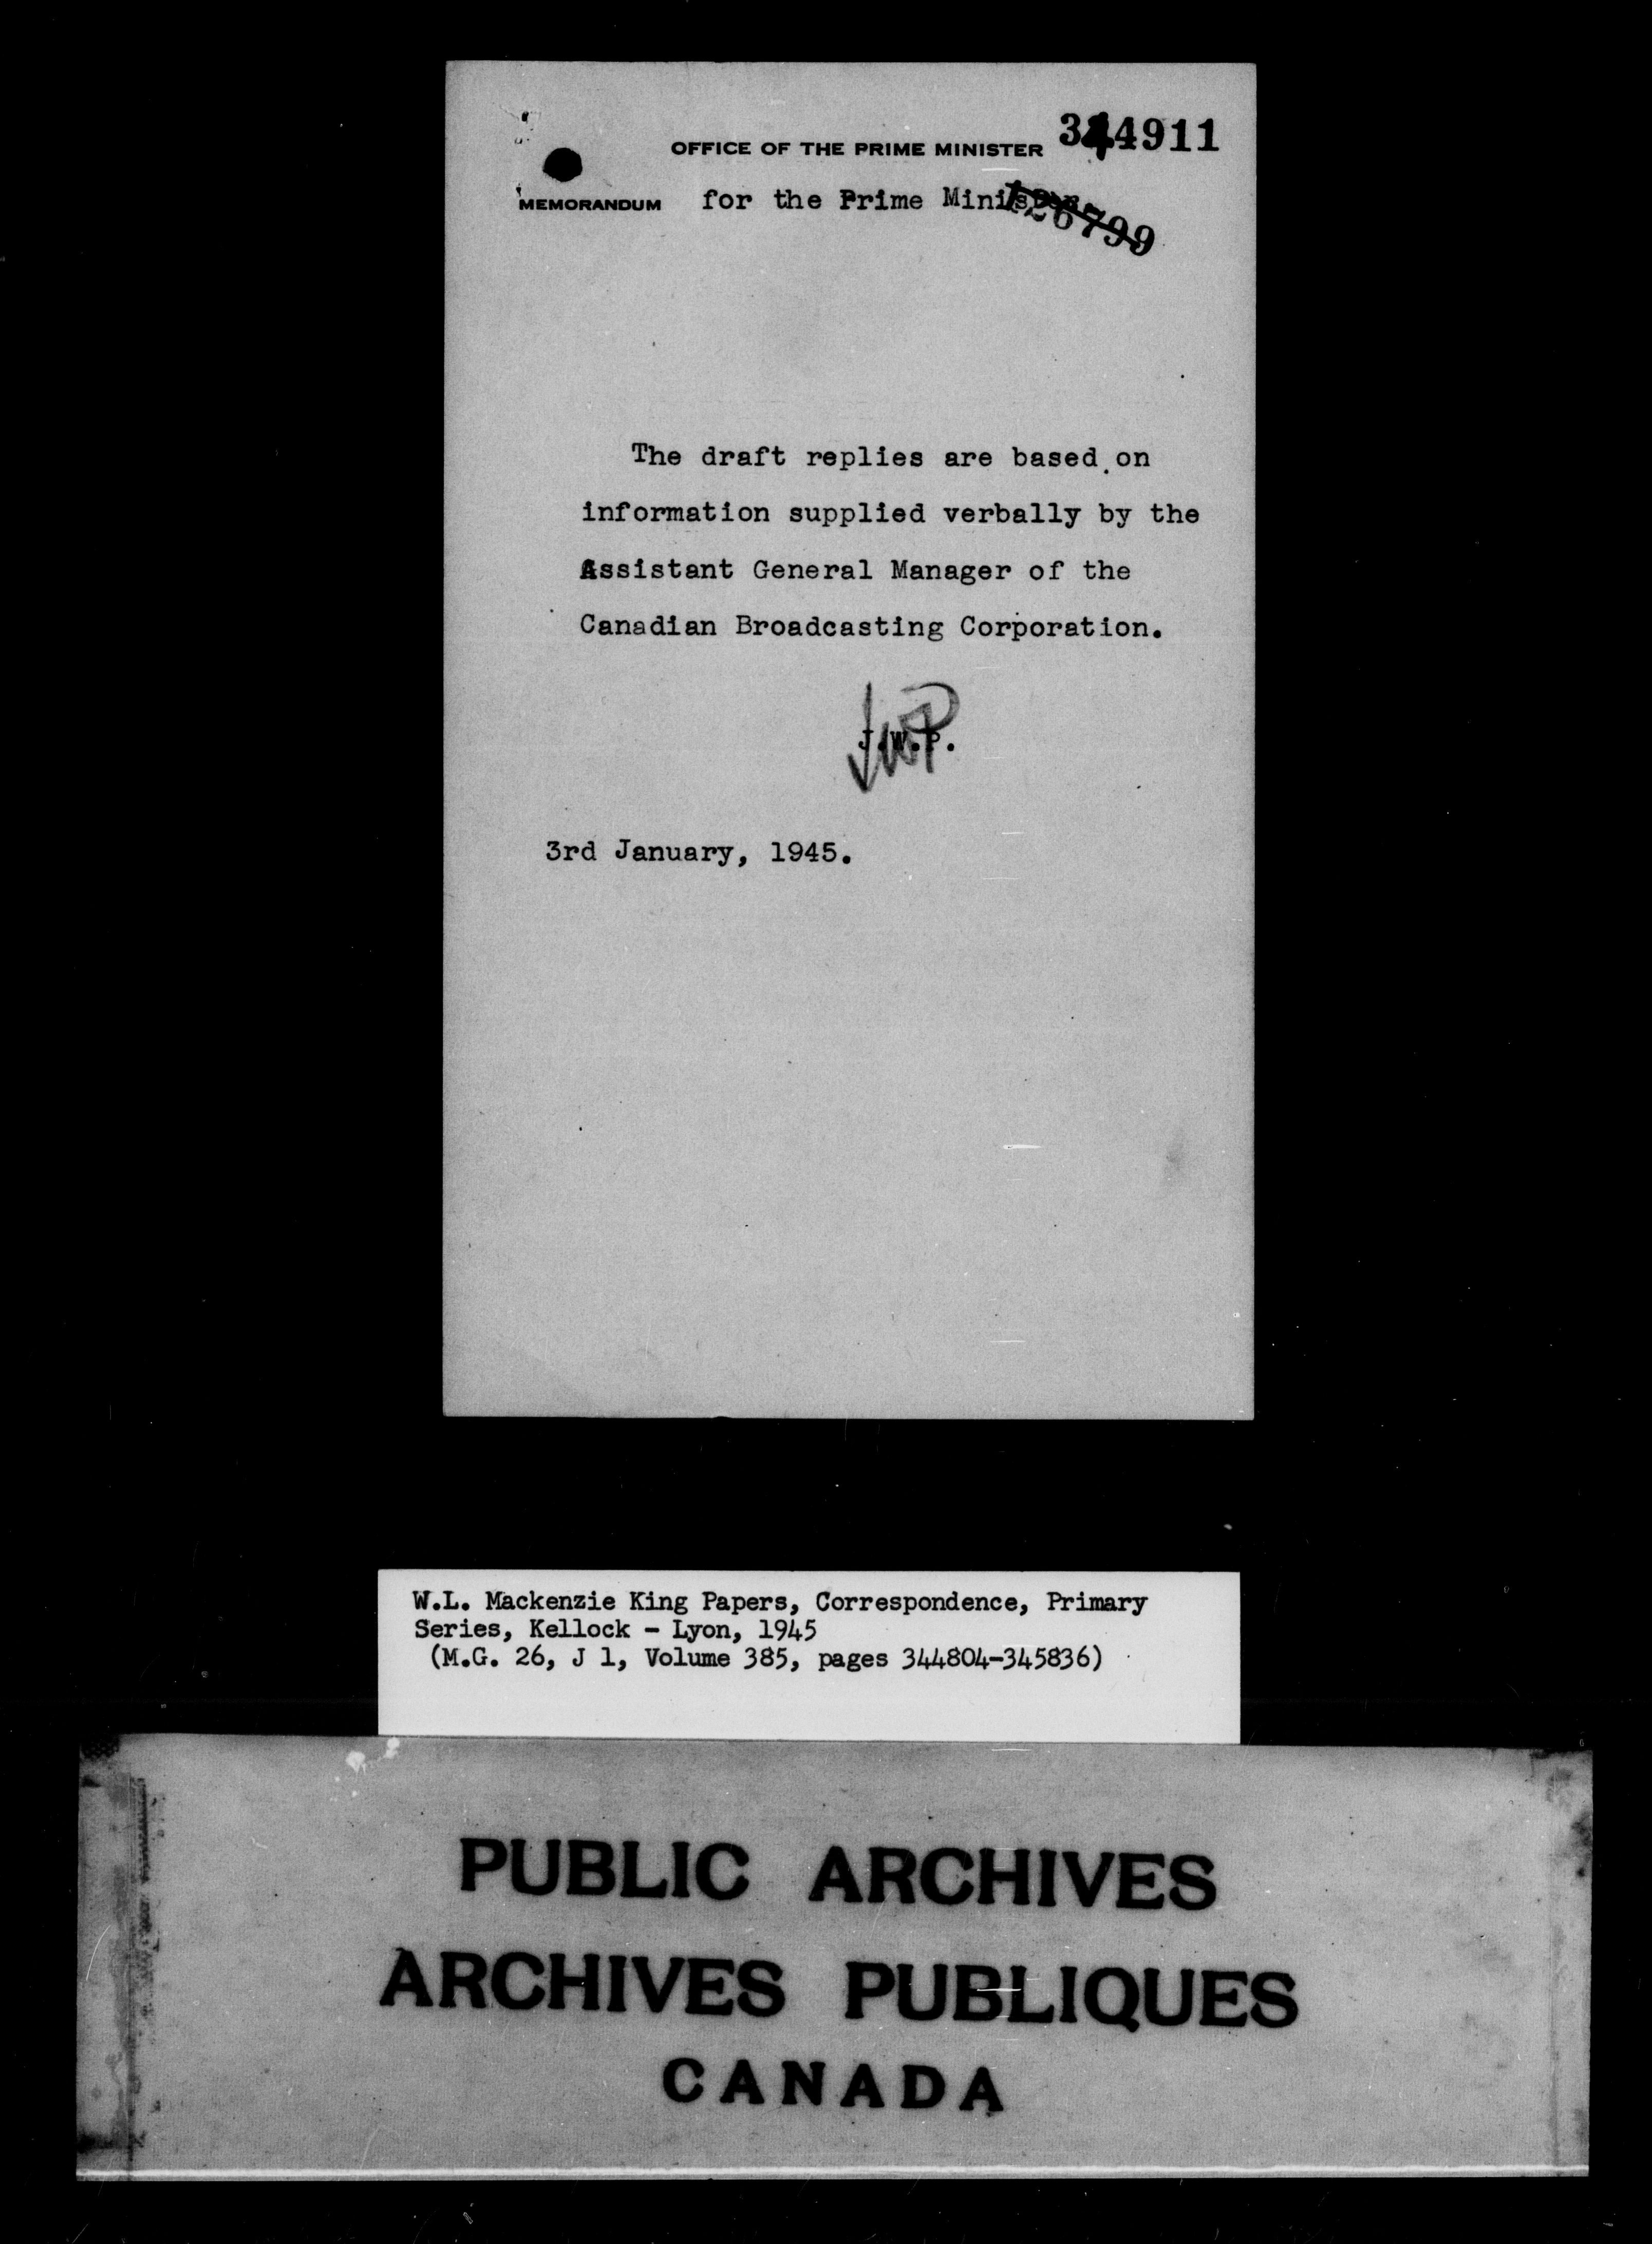 OFFICE OF THE PRIME MINISTER 344911
MEMORANDUM for the Prime Minister
126799
The draft replies are based on
information supplied verbally by the
Assistant General Manager of the
Canadian Broadcasting Corporation.
JWP
J.W.P.
3rd January, 1945.
W.L. Mackenzie King Papers, Correspondence, Primary
Series, Kellock - Lyon, 1945
(M.G. 26, J 1, Volume 385, pages 344804-345836)
PUBLIC ARCHIVES
ARCHIVES PUBLIQUES
CANADA